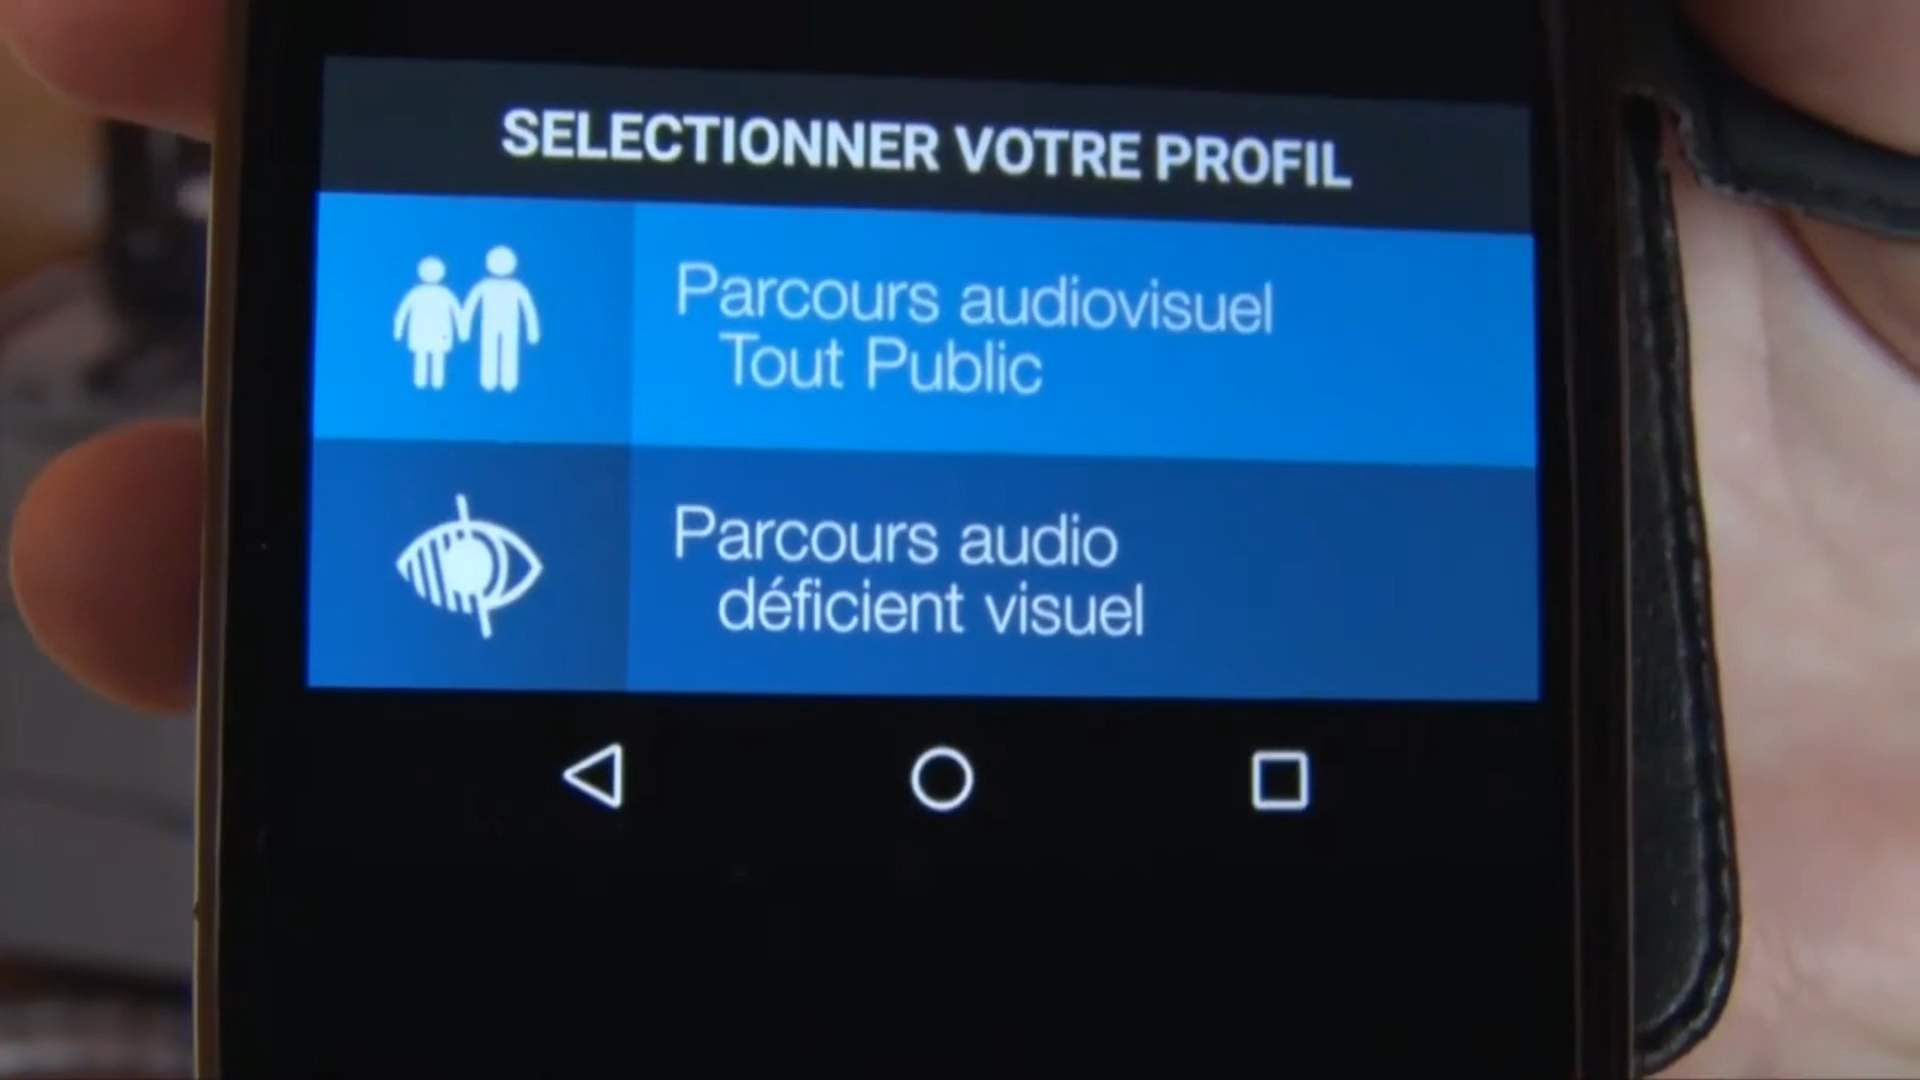 SELECTIONNER VOTRE PROFIL
Parcours audiovisuel
Tout Public
Parcours audio
déficient visuel